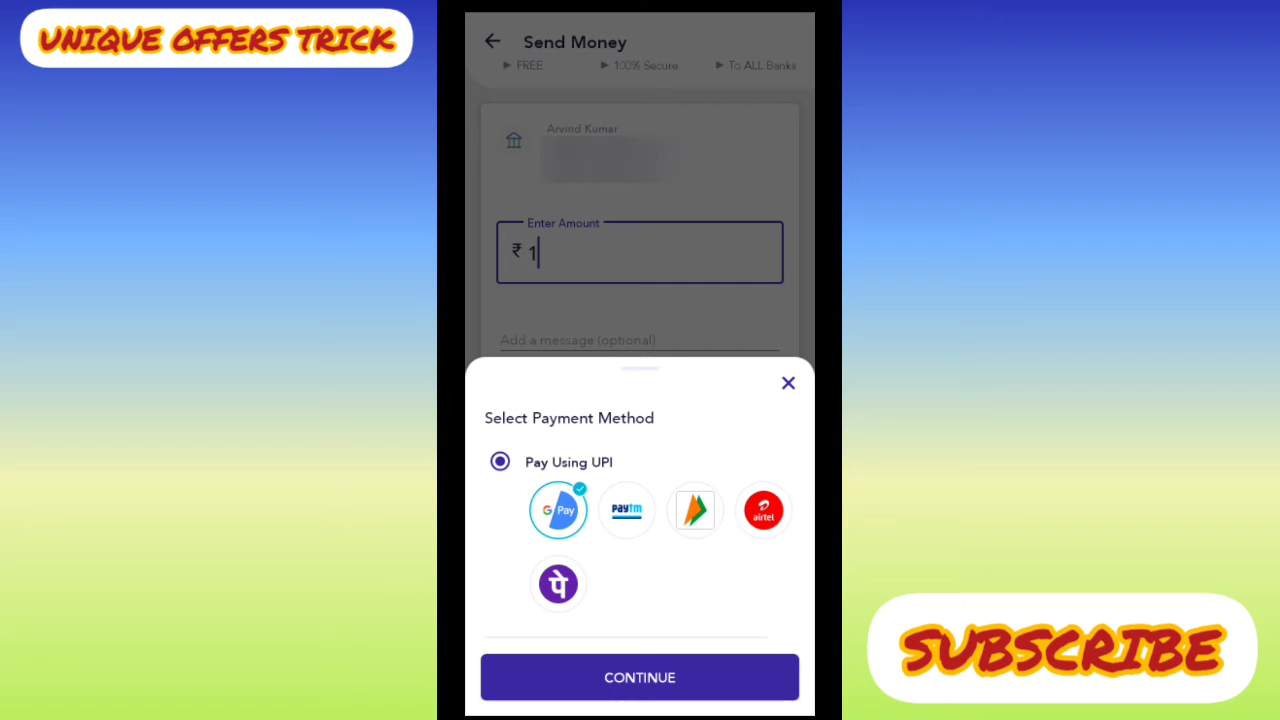 UNIQUE OFFERS TRICK
Send Money
FREE
100% Secure
To ALL Banks
Arvind Kumar
Enter Amount
₹ 1
Add a message (optional)
Select Payment Method
Pay Using UPI
G Pay
paytm
airtel
पे
CONTINUE
SUBSCRIBE